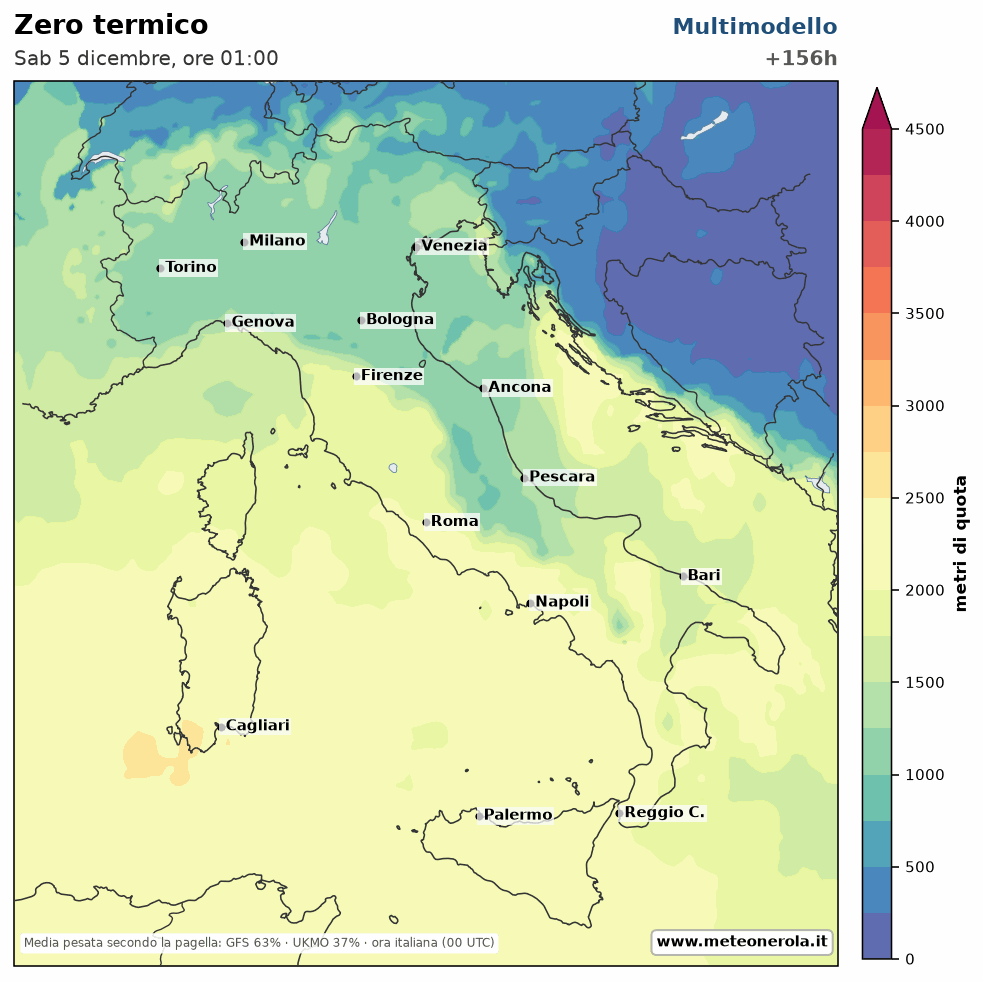 Zero termico
Multimodello
Sab 5 dicembre, ore 01:00
+156h
4500
4000
3500
3000
2500
2000
1500
1000
500
0
metri di quota
Milano
Venezia
Torino
Genova
Bologna
Firenze
Ancona
Pescara
Roma
Bari
Napoli
Cagliari
Palermo
Reggio C.
Media pesata secondo la pagella: GFS 63% · UKMO 37% · ora italiana (00 UTC)
www.meteonerola.it